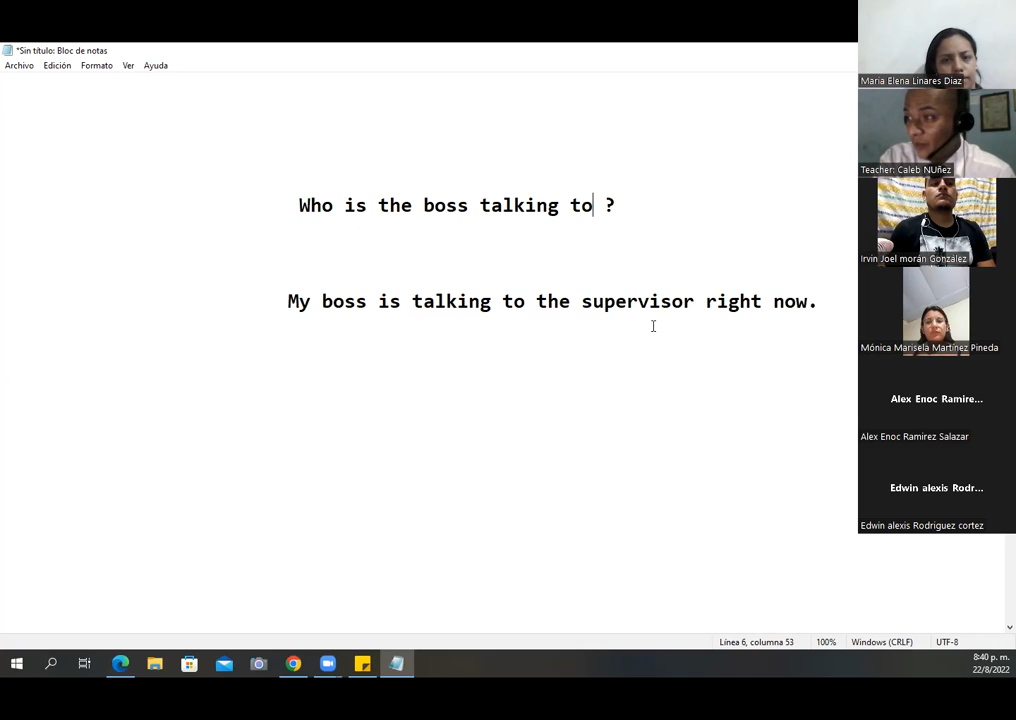 *Sin título: Bloc de notas
Archivo Edición Formato Ver Ayuda
Who is the boss talking to ?
My boss is talking to the supervisor right now.
Maria Elena Linares Diaz
Teacher: Caleb NUñez
Irvin Joel morán González
Mónica Marisela Martínez Pineda
Alex Enoc Ramire...
Alex Enoc Ramirez Salazar
Edwin alexis Rodr...
Edwin alexis Rodriguez cortez
Línea 6, columna 53 100% Windows (CRLF) UTF-8
8:40 p. m.
22/8/2022